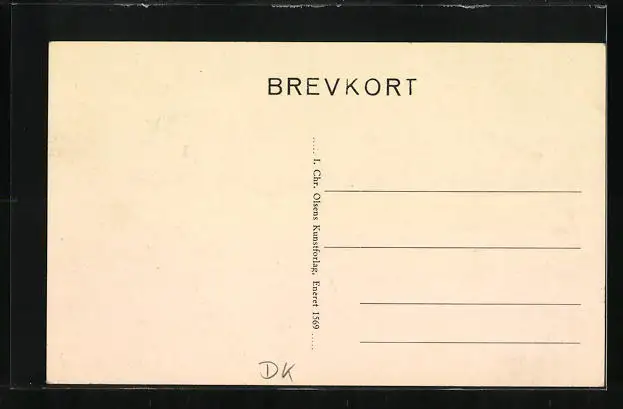 BREVKORT
..... I. Chr. Olsens Kunstforlag, Eneret 1569 .....
DK